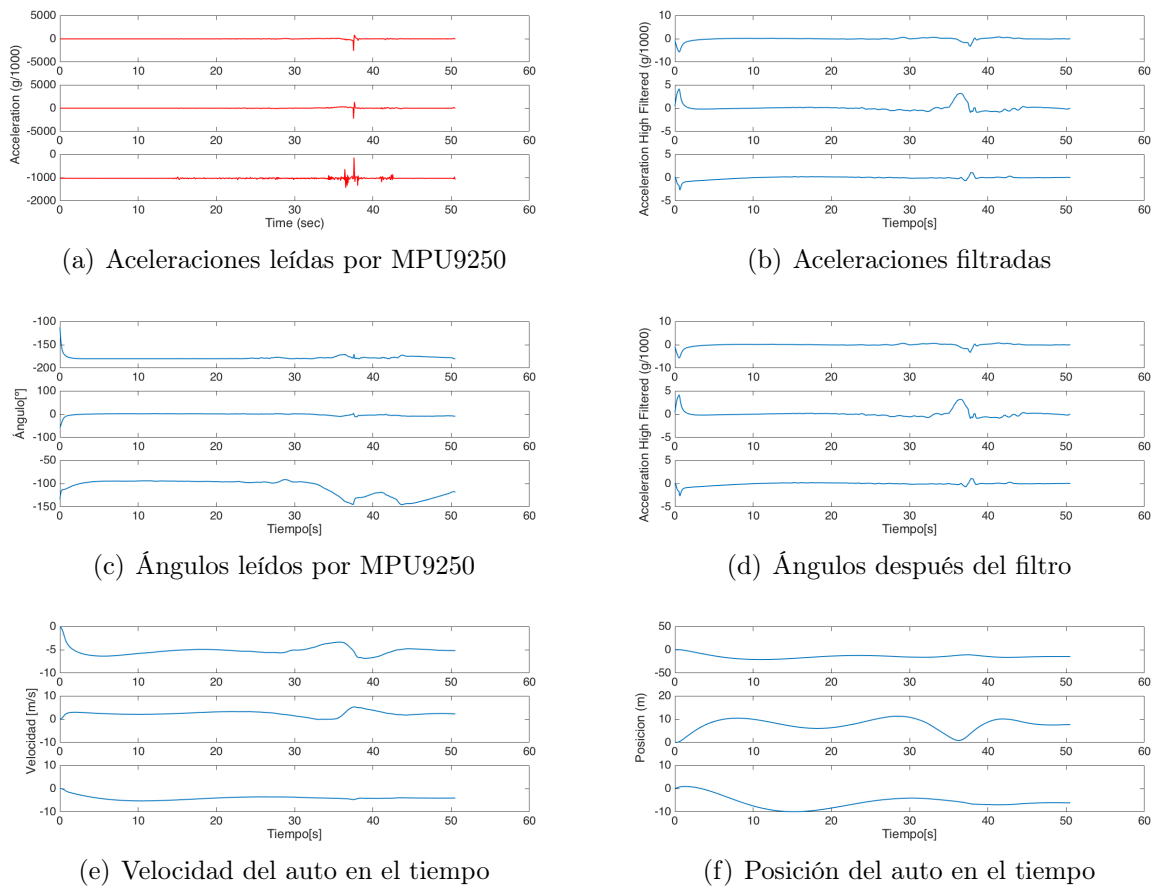 5000
0
-5000
0 10 20 30 40 50 60
5000
0
-5000
0 10 20 30 40 50 60
0
-1000
-2000
0 10 20 30 40 50 60
Acceleration (g/1000)
Time (sec)
(a) Aceleraciones leídas por MPU9250
10
0
-10
0 10 20 30 40 50 60
5
0
-5
0 10 20 30 40 50 60
5
0
-5
0 10 20 30 40 50 60
Acceleration High Filtered (g/1000)
Tiempo[s]
(b) Aceleraciones filtradas
-100
-150
-200
0 10 20 30 40 50 60
100
0
-100
0 10 20 30 40 50 60
-50
-100
-150
0 10 20 30 40 50 60
Ángulo[º]
Tiempo[s]
(c) Ángulos leídos por MPU9250
10
0
-10
0 10 20 30 40 50 60
5
0
-5
0 10 20 30 40 50 60
5
0
-5
0 10 20 30 40 50 60
Acceleration High Filtered (g/1000)
Tiempo[s]
(d) Ángulos después del filtro
0
-5
-10
0 10 20 30 40 50 60
10
0
-10
0 10 20 30 40 50 60
10
0
-10
0 10 20 30 40 50 60
Velocidad [m/s]
Tiempo[s]
(e) Velocidad del auto en el tiempo
50
0
-50
0 10 20 30 40 50 60
20
10
0
0 10 20 30 40 50 60
10
0
-10
0 10 20 30 40 50 60
Posicion (m)
Tiempo[s]
(f) Posición del auto en el tiempo